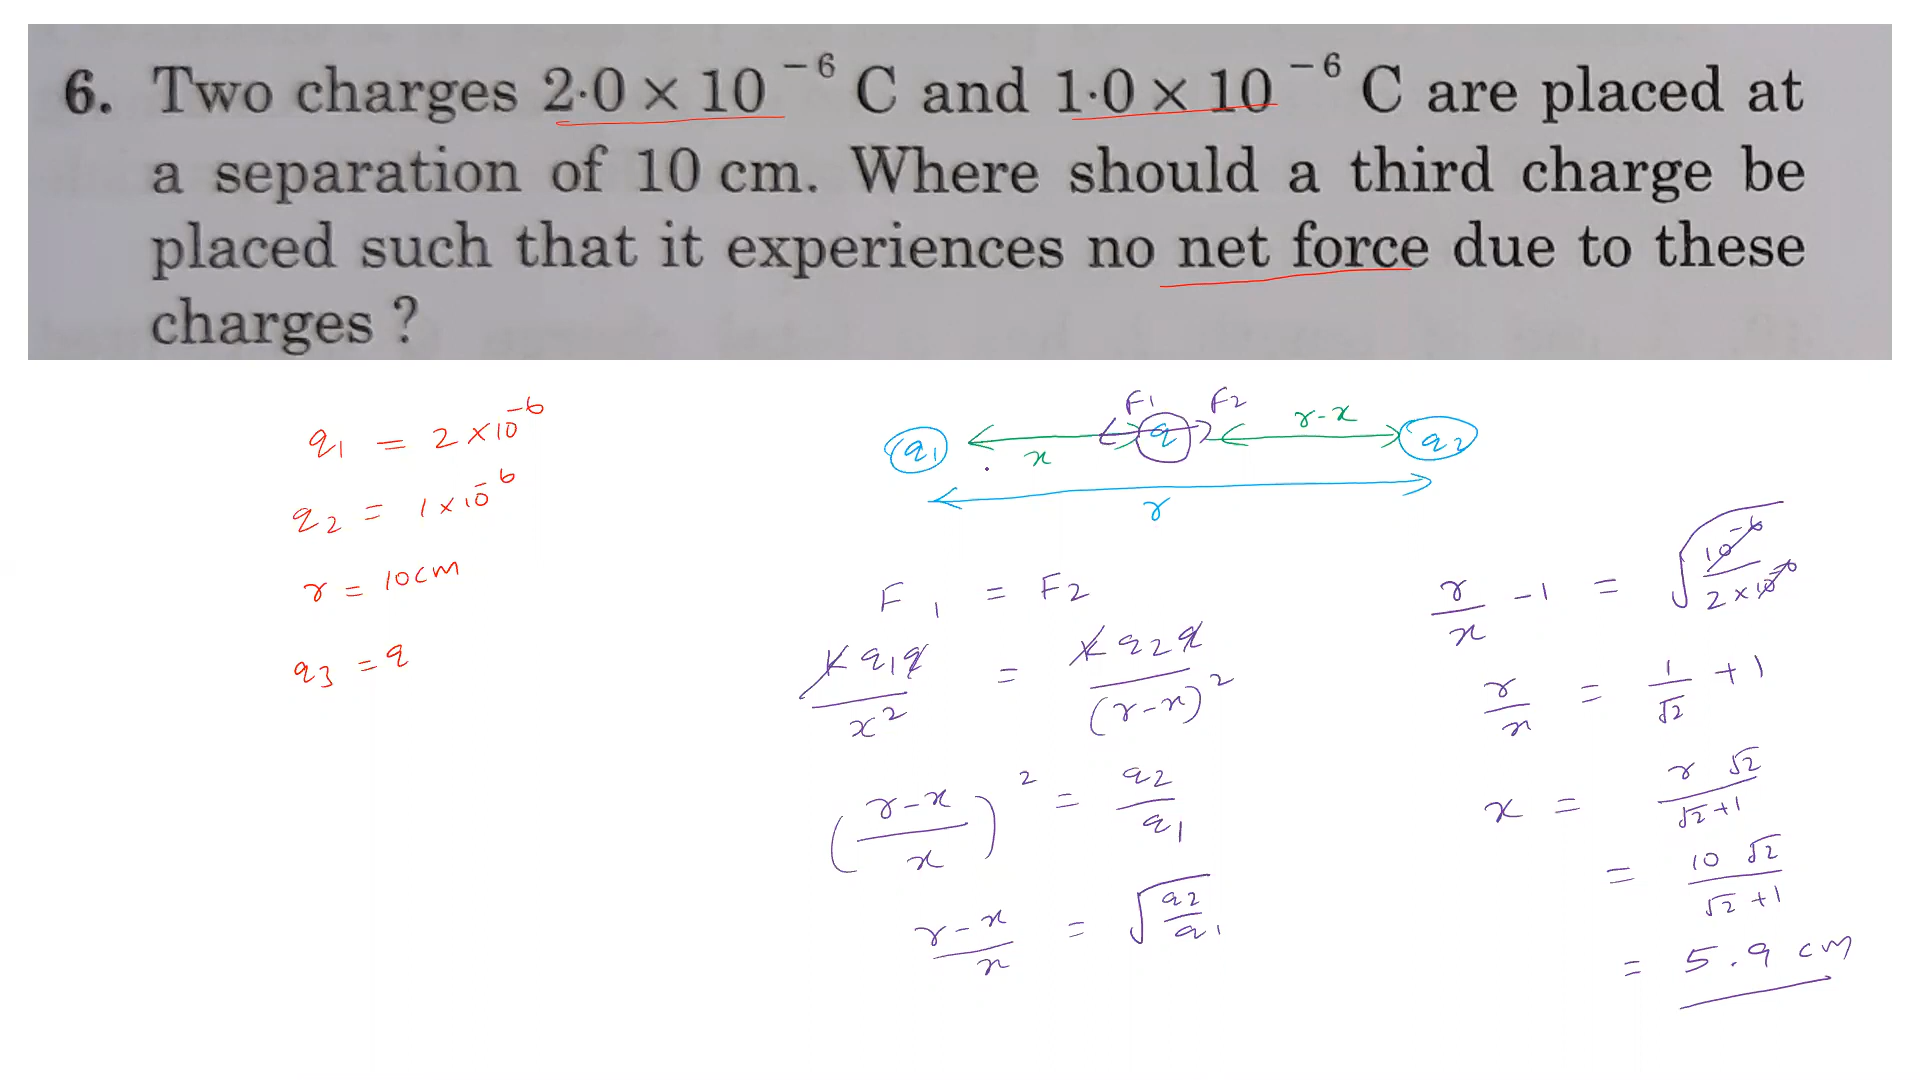 6. Two charges 2·0 × 10⁻⁶ C and 1·0 × 10⁻⁶ C are placed at
a separation of 10 cm. Where should a third charge be
placed such that it experiences no net force due to these
charges ?
q₁ = 2 × 10⁻⁶
q₂ = 1 × 10⁻⁶
r = 10 cm
q₃ = q
F₁ F₂
q₁ q q₂
x r-x
r
F₁ = F₂
Kq₁q/x² = Kq₂q/(r-x)²
((r-x)/x)² = q₂/q₁
(r-x)/x = √(q₂/q₁)
r/x - 1 = √(10⁻⁶/(2 × 10⁻⁶))
r/x = 1/√2 + 1
x = r√2/(√2+1)
= 10√2/(√2+1)
= 5.9 cm